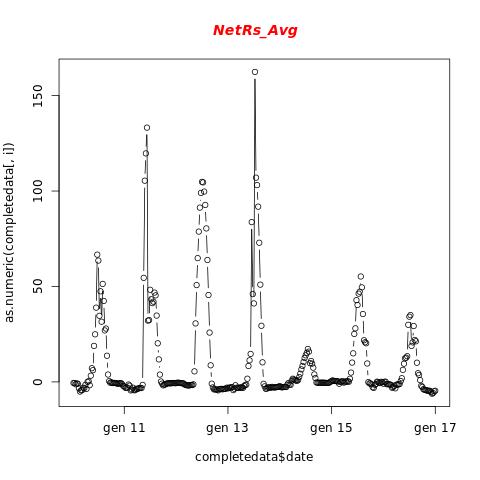 NetRs_Avg
as.numeric(completedata[, i])
150
100
50
0
gen 11
gen 13
gen 15
gen 17
completedata$date